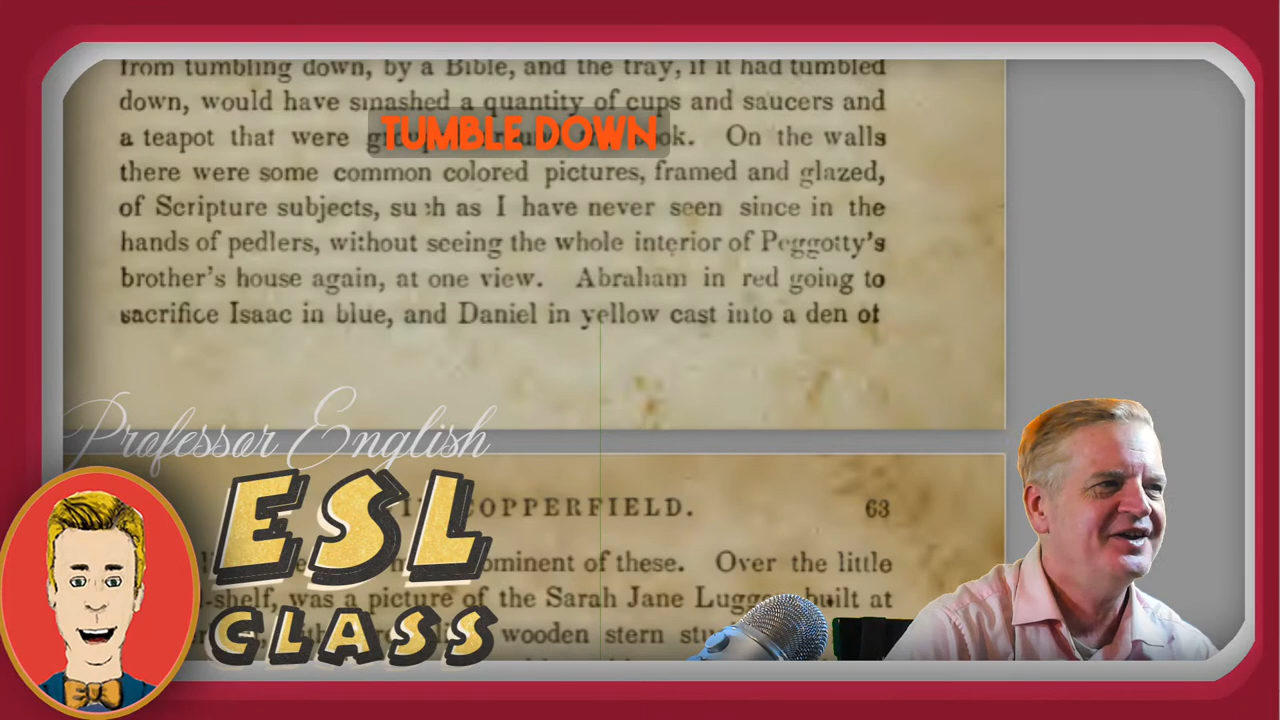 from tumbling down, by a Bible, and the tray, if it had tumbled
down, would have smashed a quantity of cups and saucers and
a teapot that were book. On the walls
TUMBLE DOWN
there were some common colored pictures, framed and glazed,
of Scripture subjects, such as I have never seen since in the
hands of pedlers, without seeing the whole interior of Peggotty's
brother's house again, at one view. Abraham in red going to
sacrifice Isaac in blue, and Daniel in yellow cast into a den of
Professor English
ESL
CLASS
COPPERFIELD. 63
of these. Over the little
-shelf, was a picture of the Sarah Jane Lugger, built at
wooden stern